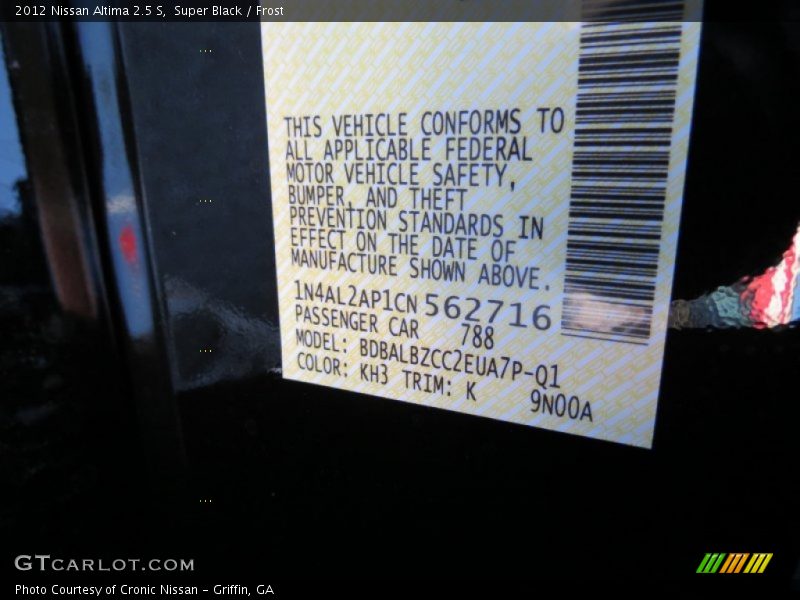 2012 Nissan Altima 2.5 S, Super Black / Frost
THIS VEHICLE CONFORMS TO
ALL APPLICABLE FEDERAL
MOTOR VEHICLE SAFETY,
BUMPER, AND THEFT
PREVENTION STANDARDS IN
EFFECT ON THE DATE OF
MANUFACTURE SHOWN ABOVE.
1N4AL2AP1CN562716
PASSENGER CAR 788
MODEL: BDBALBZCC2EUA7P-Q1
COLOR: KH3 TRIM: K 9N00A
GTCARLOT.COM
Photo Courtesy of Cronic Nissan - Griffin, GA